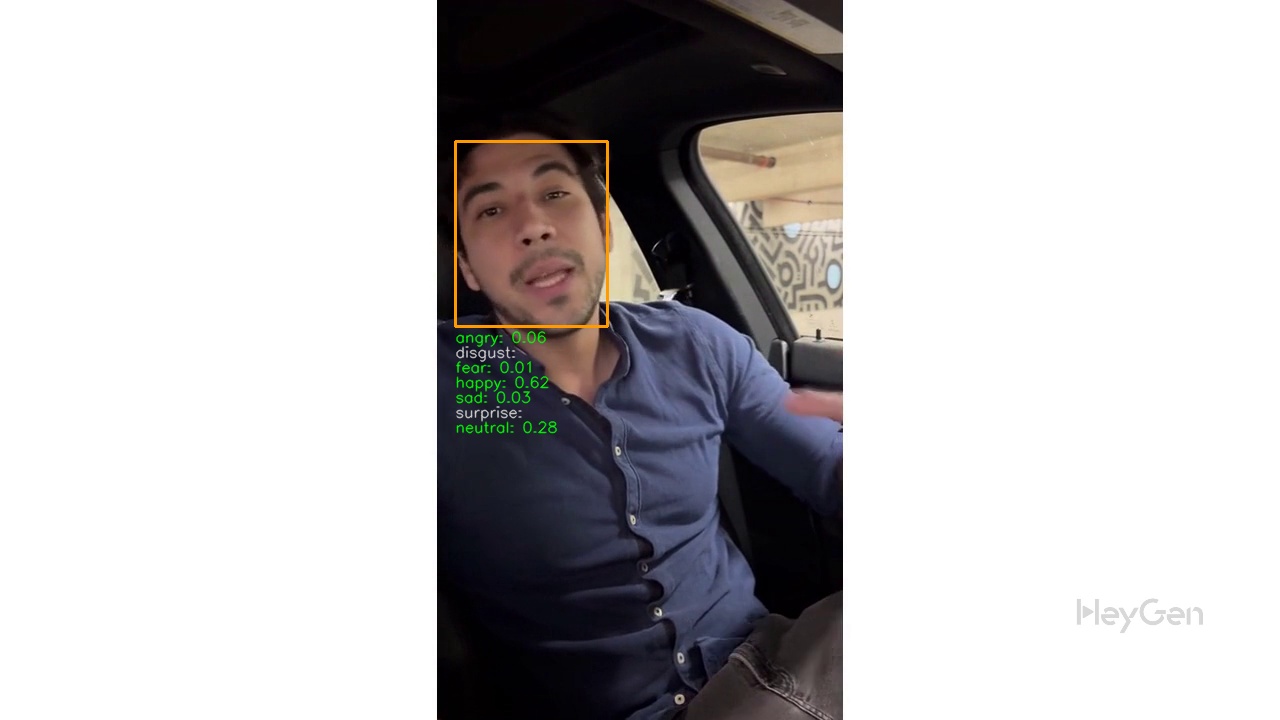 angry: 0.06
disgust:
fear: 0.01
happy: 0.62
sad: 0.03
surprise:
neutral: 0.28
HeyGen